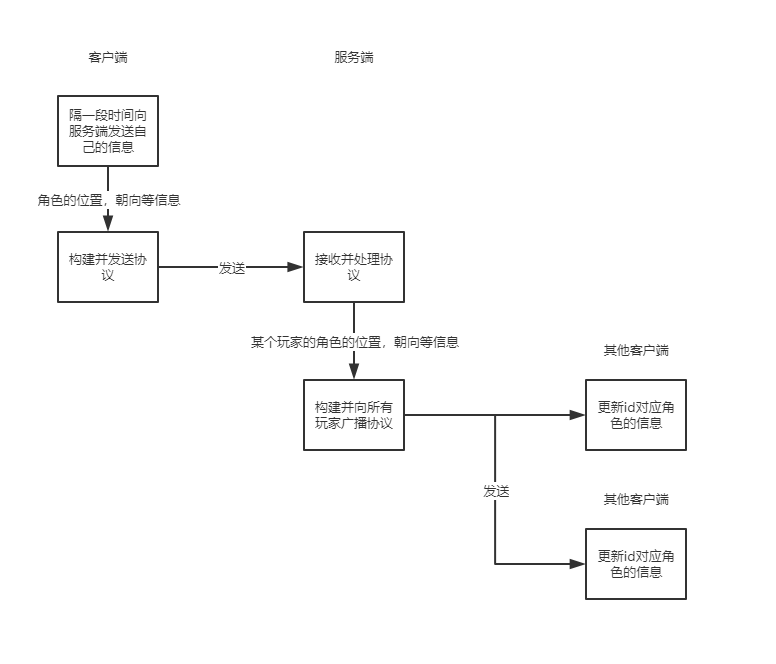 客户端
服务端
隔一段时间向
服务端发送自
己的信息
角色的位置，朝向等信息
构建并发送协
议
发送
接收并处理协
议
某个玩家的角色的位置，朝向等信息
其他客户端
构建并向所有
玩家广播协议
更新id对应角
色的信息
发送
其他客户端
更新id对应角
色的信息